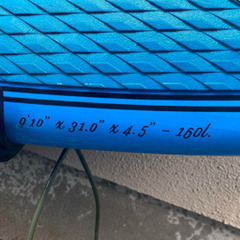 9'10" x 31.0" x 4.5" - 160l.